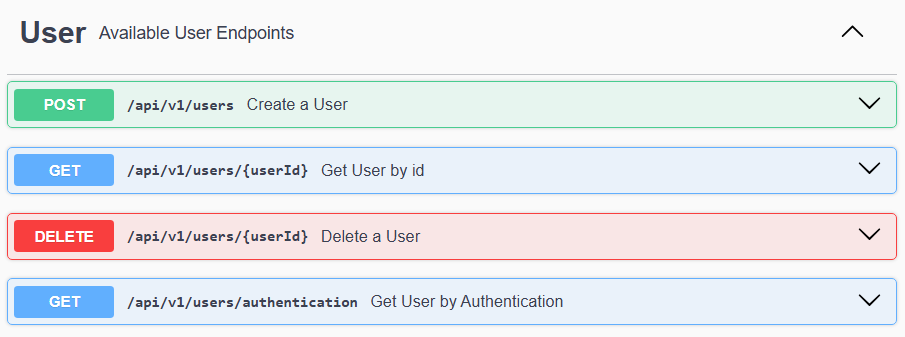 User Available User Endpoints
POST /api/v1/users Create a User
GET /api/v1/users/{userId} Get User by id
DELETE /api/v1/users/{userId} Delete a User
GET /api/v1/users/authentication Get User by Authentication